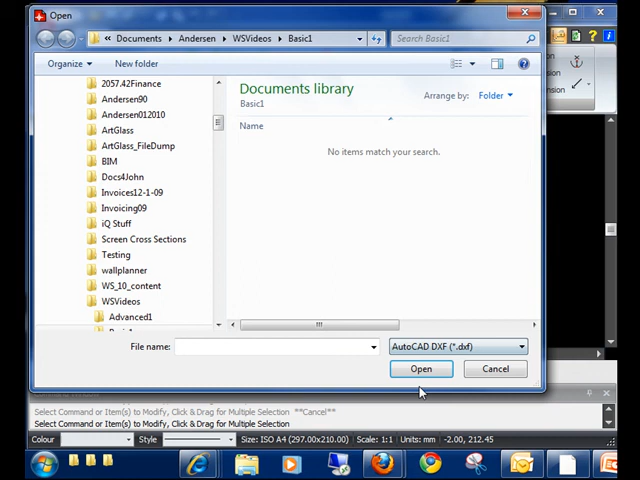 Open
Documents Andersen WSVideos Basic1 Search Basic1
Organize New folder
2057.42Finance
Andersen90
Andersen012010
ArtGlass
ArtGlass_FileDump
BIM
Docs4John
Invoices12-1-09
Invoicing09
iQ Stuff
Screen Cross Sections
Testing
wallplanner
WS_10_content
WSVideos
Advanced1
Documents library
Basic1
Arrange by: Folder
Name
No items match your search.
File name: AutoCAD DXF (*.dxf)
Open Cancel
Select Command or Item(s) to Modify, Click & Drag for Multiple Selection **Cancel**
Select Command or Item(s) to Modify, Click & Drag for Multiple Selection
Colour Style Size: ISO A4 (297.00x210.00) Scale: 1:1 Units: mm -2.00, 212.45